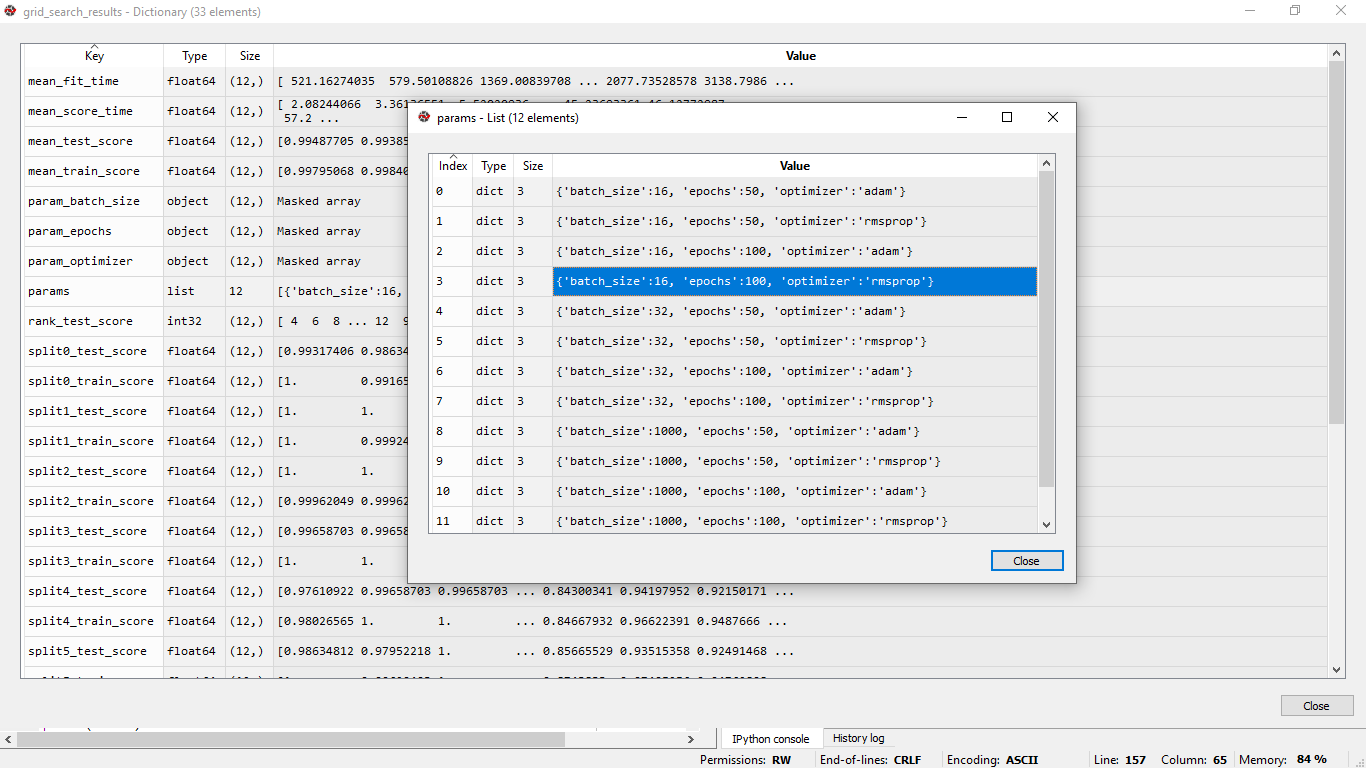 grid_search_results - Dictionary (33 elements)
Key Type Size Value
mean_fit_time float64 (12,) [ 521.16274035 579.50108826 1369.00839708 ... 2077.73528578 3138.7986 ...
mean_score_time float64 (12,) [ 2.08244066
57.2 ...
mean_test_score float64 (12,) [0.99487705 0.9938
mean_train_score float64 (12,) [0.99795068 0.9984
param_batch_size object (12,) Masked array
param_epochs object (12,) Masked array
param_optimizer object (12,) Masked array
params list 12 [{'batch_size':16,
rank_test_score int32 (12,) [ 4 6 8 ... 12 9
split0_test_score float64 (12,) [0.99317406 0.98634
split0_train_score float64 (12,) [1. 0.99165
split1_test_score float64 (12,) [1. 1.
split1_train_score float64 (12,) [1. 0.99924
split2_test_score float64 (12,) [1. 1.
split2_train_score float64 (12,) [0.99962049 0.99962
split3_test_score float64 (12,) [0.99658703 0.99658
split3_train_score float64 (12,) [1. 1.
split4_test_score float64 (12,) [0.97610922 0.99658703 0.99658703 ... 0.84300341 0.94197952 0.92150171 ...
split4_train_score float64 (12,) [0.98026565 1. 1. ... 0.84667932 0.96622391 0.9487666 ...
split5_test_score float64 (12,) [0.98634812 0.97952218 1. ... 0.85665529 0.93515358 0.92491468 ...
params - List (12 elements)
Index Type Size Value
0 dict 3 {'batch_size':16, 'epochs':50, 'optimizer':'adam'}
1 dict 3 {'batch_size':16, 'epochs':50, 'optimizer':'rmsprop'}
2 dict 3 {'batch_size':16, 'epochs':100, 'optimizer':'adam'}
3 dict 3 {'batch_size':16, 'epochs':100, 'optimizer':'rmsprop'}
4 dict 3 {'batch_size':32, 'epochs':50, 'optimizer':'adam'}
5 dict 3 {'batch_size':32, 'epochs':50, 'optimizer':'rmsprop'}
6 dict 3 {'batch_size':32, 'epochs':100, 'optimizer':'adam'}
7 dict 3 {'batch_size':32, 'epochs':100, 'optimizer':'rmsprop'}
8 dict 3 {'batch_size':1000, 'epochs':50, 'optimizer':'adam'}
9 dict 3 {'batch_size':1000, 'epochs':50, 'optimizer':'rmsprop'}
10 dict 3 {'batch_size':1000, 'epochs':100, 'optimizer':'adam'}
11 dict 3 {'batch_size':1000, 'epochs':100, 'optimizer':'rmsprop'}
Close
Close
IPython console History log
Permissions: RW End-of-lines: CRLF Encoding: ASCII Line: 157 Column: 65 Memory: 84 %